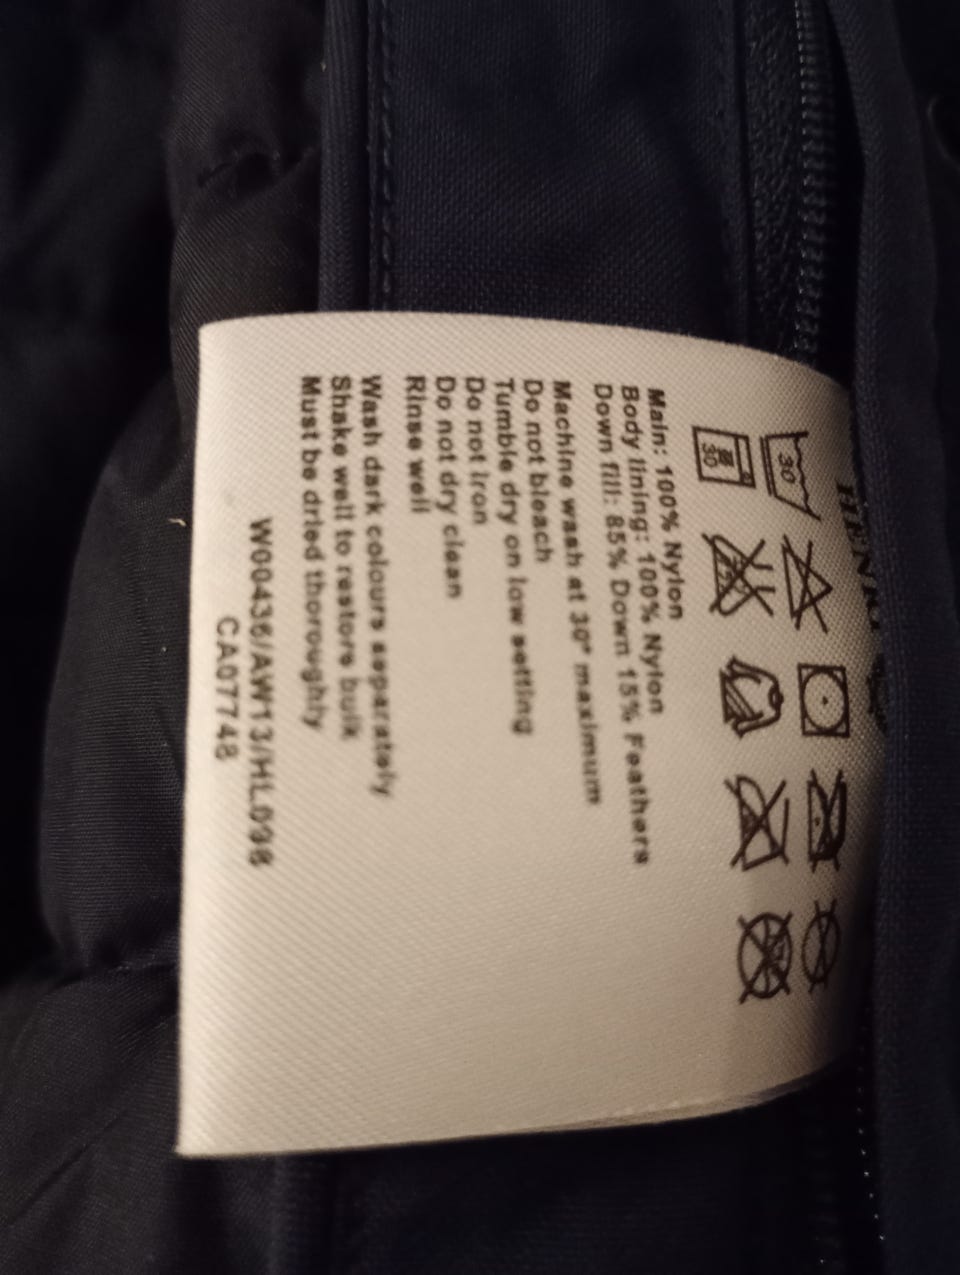 30
30
Main: 100% Nylon
Body lining: 100% Nylon
Down fill: 85% Down 15% Feathers
Machine wash at 30° maximum
Do not bleach
Tumble dry on low setting
Do not iron
Do not dry clean
Rinse well
Wash dark colours separately
Shake well to restore bulk
Must be dried thoroughly
W00436/AW13/HL098
CA07748